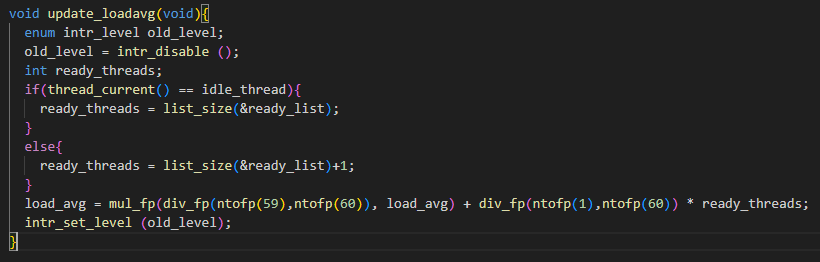 void update_loadavg(void){
  enum intr_level old_level;
  old_level = intr_disable ();
  int ready_threads;
  if(thread_current() == idle_thread){
    ready_threads = list_size(&ready_list);
  }
  else{
    ready_threads = list_size(&ready_list)+1;
  }
  load_avg = mul_fp(div_fp(ntofp(59),ntofp(60)), load_avg) + div_fp(ntofp(1),ntofp(60)) * ready_threads;
  intr_set_level (old_level);
}